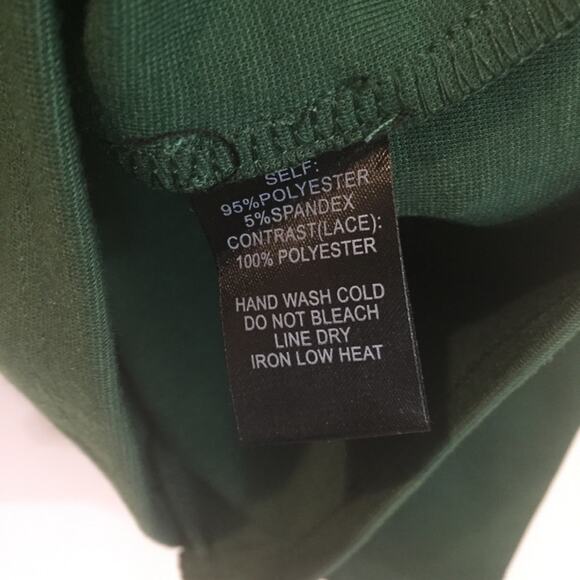 SELF:
95%POLYESTER
5%SPANDEX
CONTRAST(LACE):
100% POLYESTER
HAND WASH COLD
DO NOT BLEACH
LINE DRY
IRON LOW HEAT